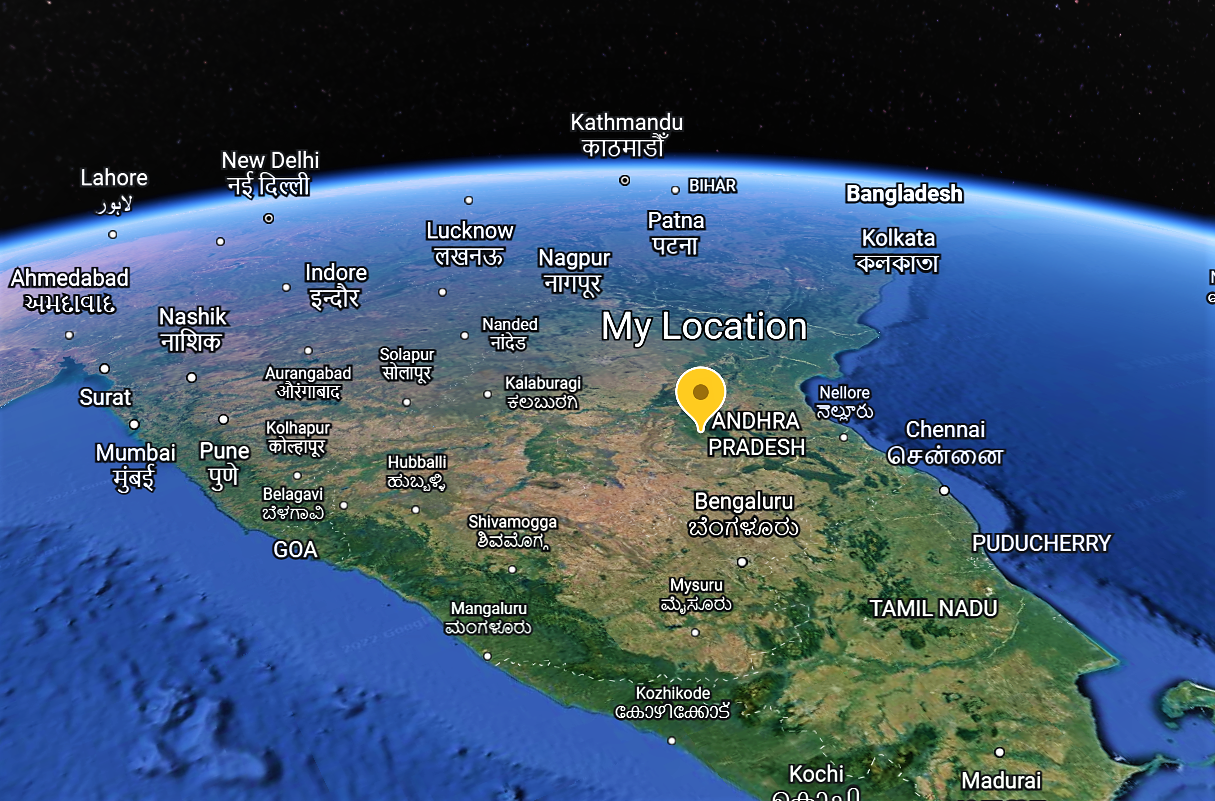 Kathmandu
काठमाडौँ
New Delhi
नई दिल्ली
Lahore
لاہور
BIHAR
Bangladesh
Patna
पटना
Lucknow
लखनऊ
Kolkata
কলকাতা
Nagpur
नागपूर
Indore
इन्दौर
Ahmedabad
અમદાવાદ
Nashik
नाशिक
My Location
Nanded
नांदेड
Solapur
सोलापूर
Aurangabad
औरंगाबाद
Kalaburagi
ಕಲಬುರಗಿ
Surat
Nellore
నెల్లూరు
ANDHRA
PRADESH
Chennai
சென்னை
Kolhapur
कोल्हापूर
Mumbai
मुंबई
Pune
पुणे
Hubballi
ಹುಬ್ಬಳ್ಳಿ
Belagavi
ಬೆಳಗಾವಿ
Bengaluru
ಬೆಂಗಳೂರು
Shivamogga
ಶಿವಮೊಗ್ಗ
GOA
PUDUCHERRY
Mysuru
ಮೈಸೂರು
TAMIL NADU
Mangaluru
ಮಂಗಳೂರು
Kozhikode
കോഴിക്കോട്
Kochi
കൊച്ചി
Madurai